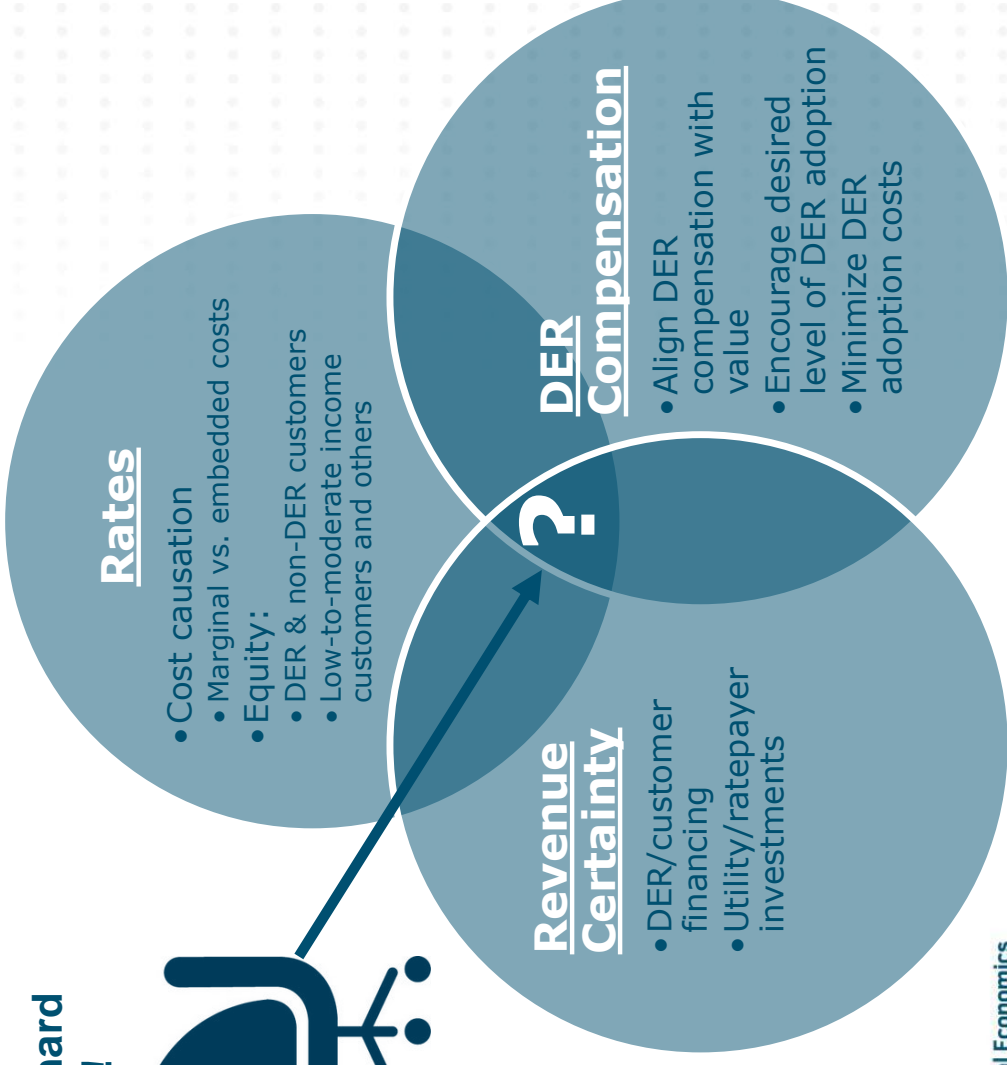 hard
Rates
• Cost causation
• Marginal vs. embedded costs
• Equity:
• DER & non-DER customers
• Low-to-moderate income
customers and others
?
Revenue
Certainty
• DER/customer
financing
• Utility/ratepayer
investments
DER
Compensation
• Align DER
compensation with
value
• Encourage desired
level of DER adoption
• Minimize DER
adoption costs
Economics